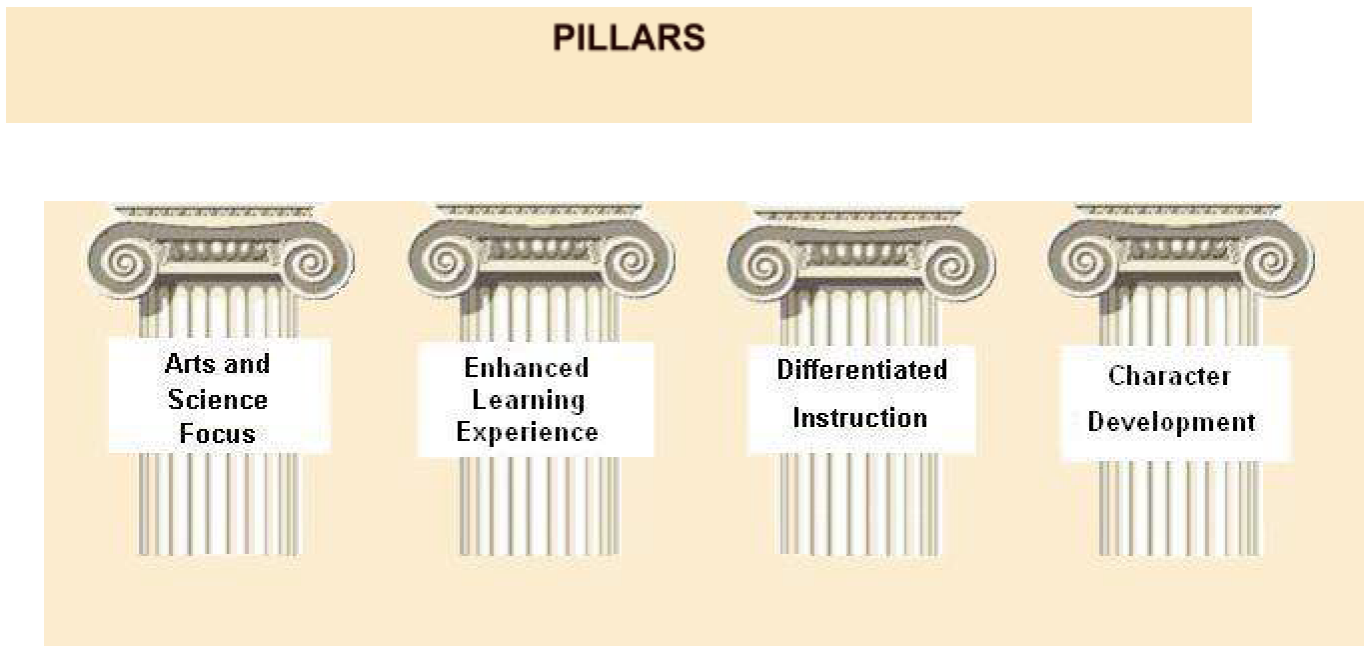 PILLARS
Arts and
Science
Focus
Enhanced
Learning
Experience
Differentiated
Instruction
Character
Development